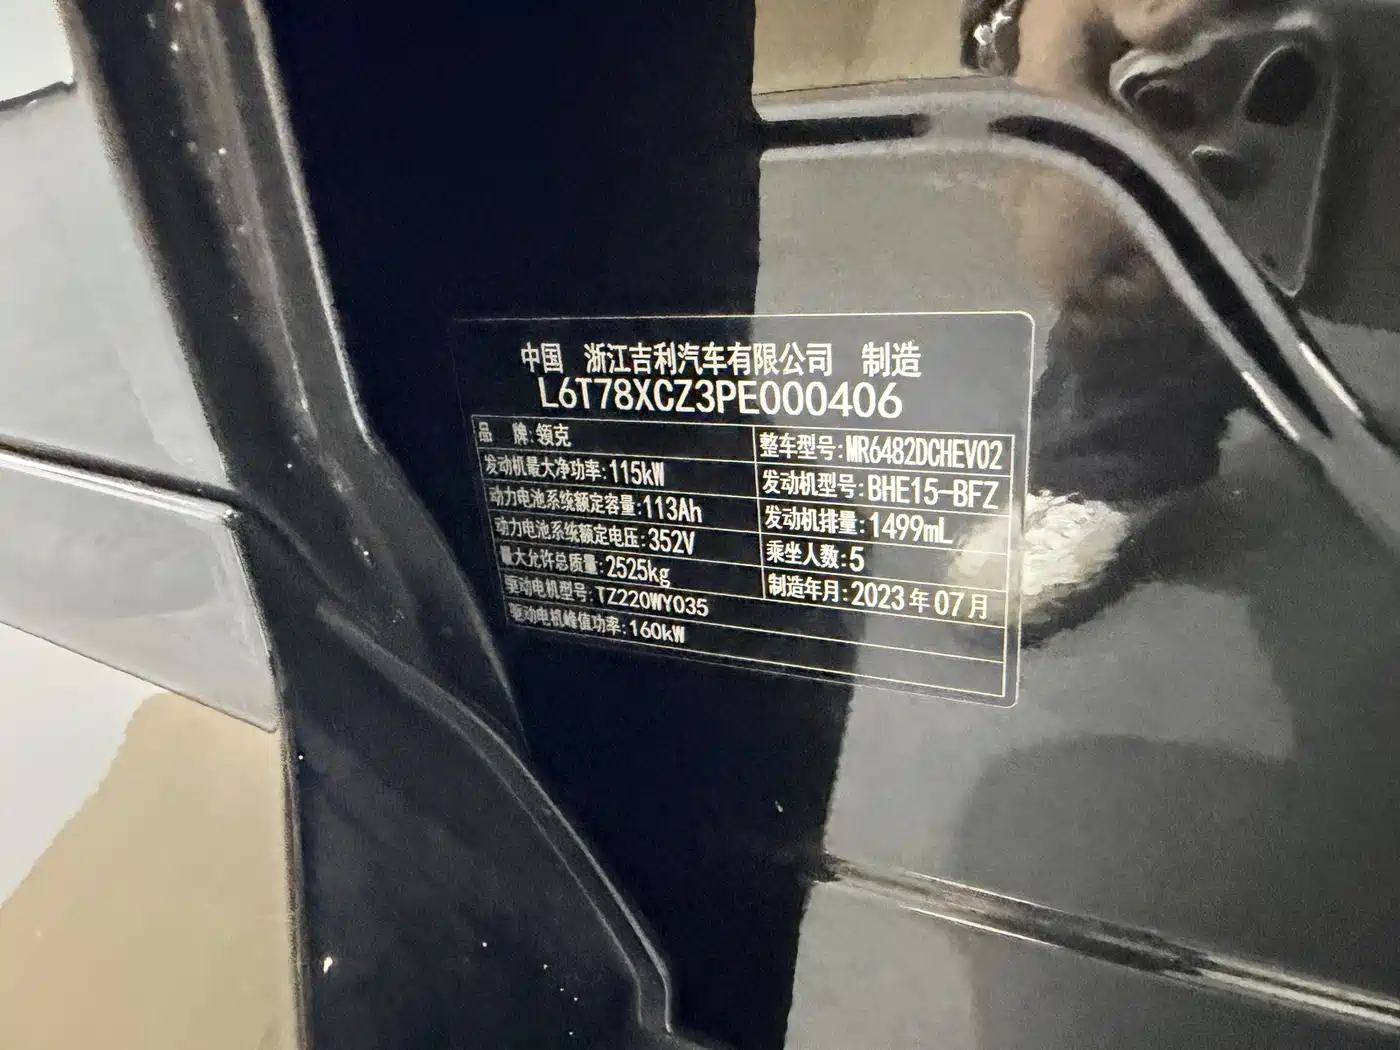 中国 浙江吉利汽车有限公司 制造
L6T78XCZ3PE000406
品 牌:领克
整车型号:MR6482DCHEV02
发动机最大净功率:115kW
发动机型号:BHE15-BFZ
动力电池系统额定容量:113Ah
发动机排量:1499mL
动力电池系统额定电压:352V
乘坐人数:5
最大允许总质量:2525kg
制造年月:2023年07月
驱动电机型号:TZ220WY035
驱动电机峰值功率:160kW